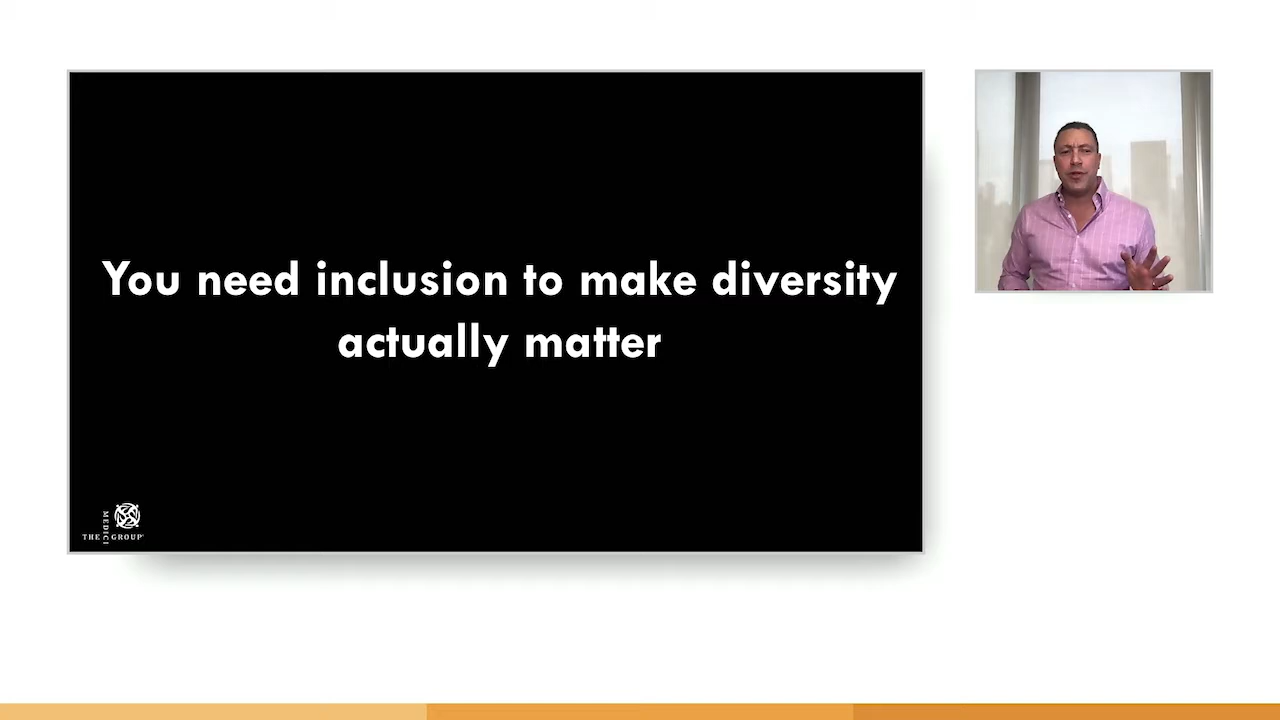 You need inclusion to make diversity
actually matter
THE MEDICI GROUP